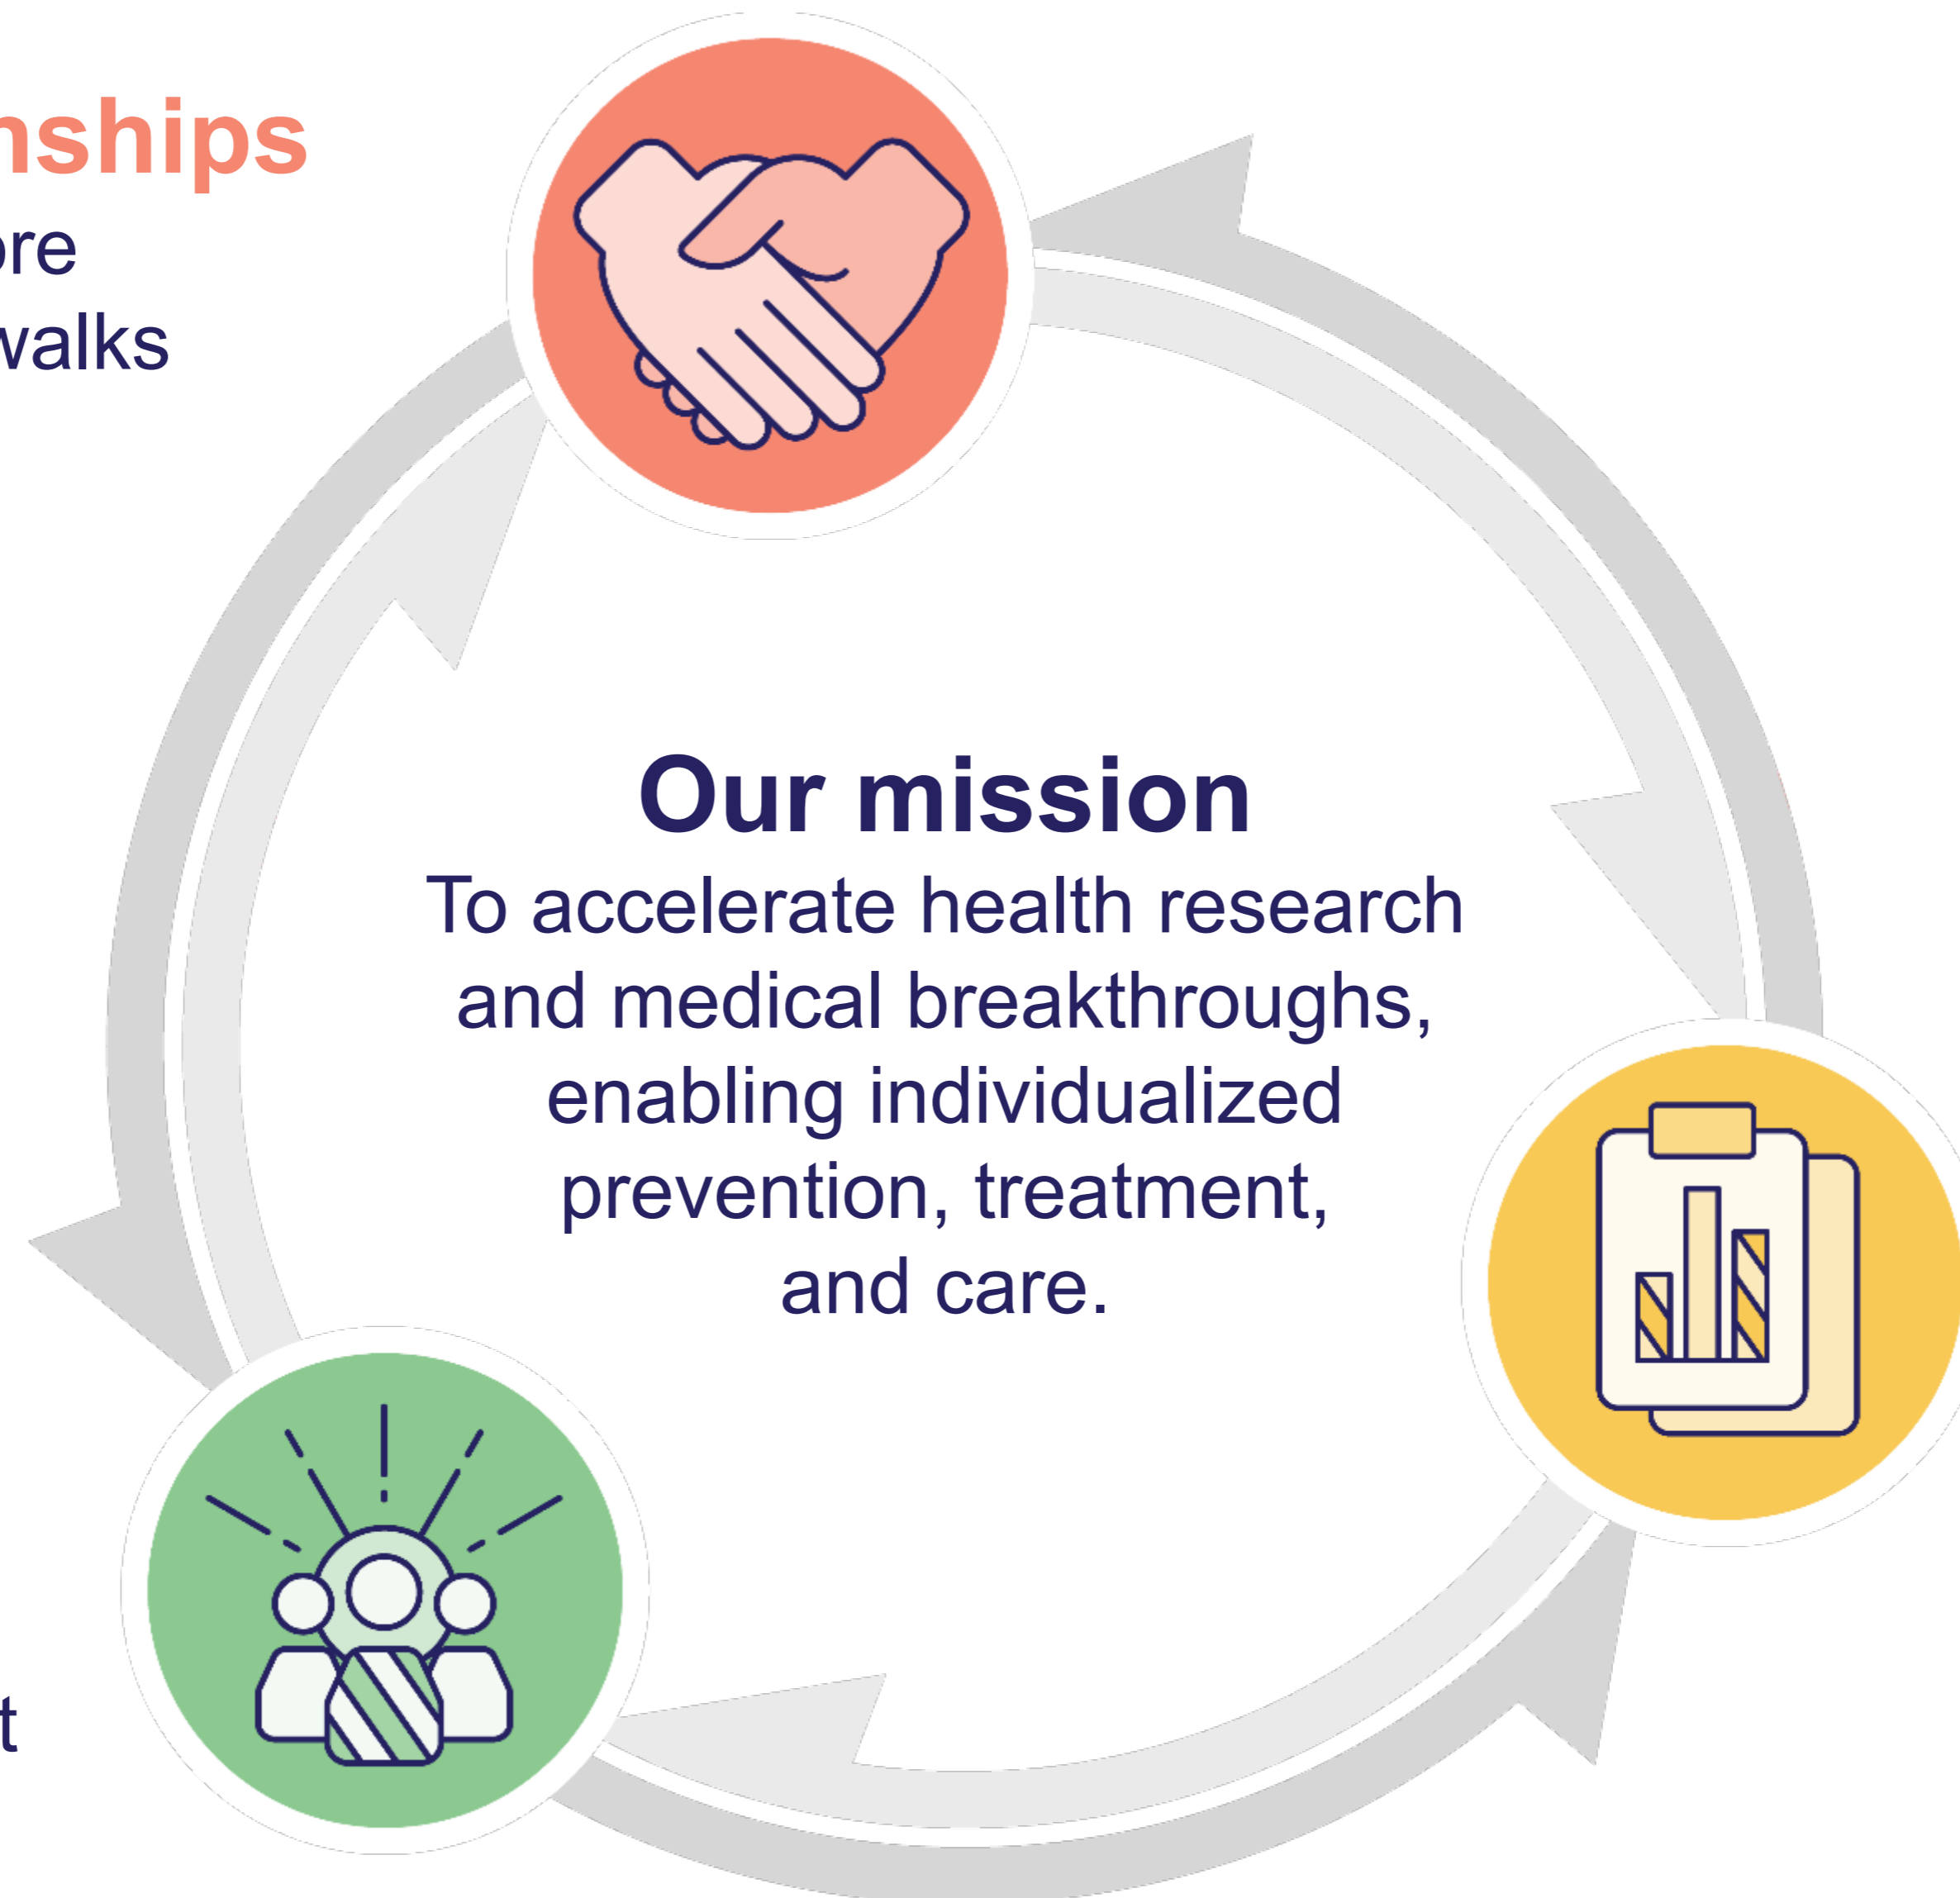 nships
ore
walks
Our mission
To accelerate health research
and medical breakthroughs,
enabling individualized
prevention, treatment,
and care.
t